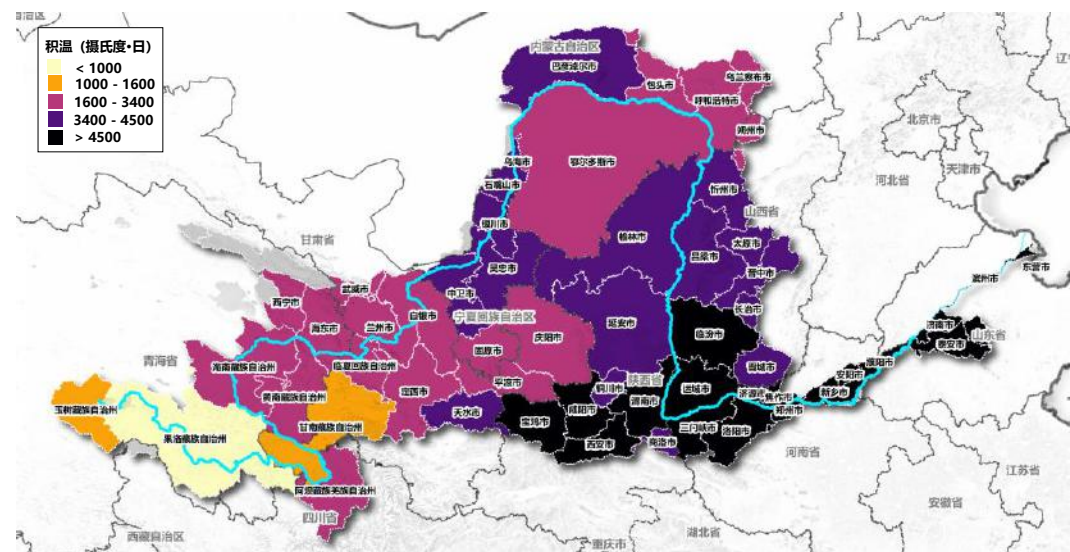 积温（摄氏度•日）
< 1000
1000 - 1600
1600 - 3400
3400 - 4500
> 4500
内蒙古自治区
巴彦淖尔市
包头市
乌兰察布市
呼和浩特市
朔州市
北京市
天津市
河北省
乌海市
鄂尔多斯市
石嘴山市
忻州市
山西省
银川市
榆林市
太原市
吕梁市
晋中市
甘肃省
吴忠市
东营市
滨州市
武威市
中卫市
西宁市
白银市
宁夏回族自治区
长治市
海东市
兰州市
延安市
临汾市
济南市
山东省
泰安市
庆阳市
固原市
青海省
海南藏族自治州
临夏回族自治州
濮阳市
安阳市
晋城市
平凉市
陕西省
铜川市
运城市
新乡市
济源市
焦作市
黄南藏族自治州
定西市
渭南市
郑州市
玉树藏族自治州
天水市
咸阳市
宝鸡市
甘南藏族自治州
三门峡市
洛阳市
果洛藏族自治州
西安市
商洛市
河南省
江苏省
阿坝藏族羌族自治州
安徽省
四川省
西藏自治区
湖北省
重庆市